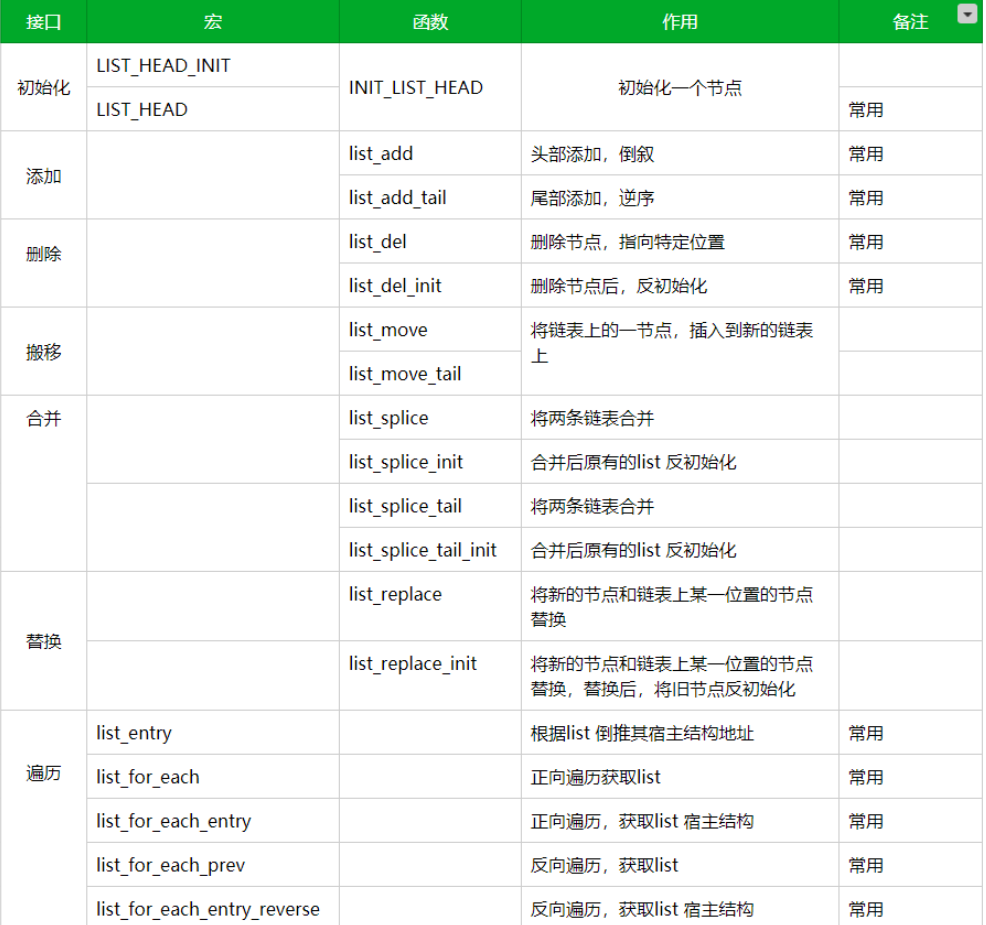 接口 宏 函数 作用 备注
初始化 LIST_HEAD_INIT INIT_LIST_HEAD 初始化一个节点
LIST_HEAD 常用
添加 list_add 头部添加，倒叙 常用
list_add_tail 尾部添加，逆序 常用
删除 list_del 删除节点，指向特定位置 常用
list_del_init 删除节点后，反初始化 常用
搬移 list_move 将链表上的一节点，插入到新的链表
上
list_move_tail
合并 list_splice 将两条链表合并
list_splice_init 合并后原有的list 反初始化
list_splice_tail 将两条链表合并
list_splice_tail_init 合并后原有的list 反初始化
替换 list_replace 将新的节点和链表上某一位置的节点
替换
list_replace_init 将新的节点和链表上某一位置的节点
替换，替换后，将旧节点反初始化
遍历 list_entry 根据list 倒推其宿主结构地址 常用
list_for_each 正向遍历获取list 常用
list_for_each_entry 正向遍历，获取list 宿主结构 常用
list_for_each_prev 反向遍历，获取list 常用
list_for_each_entry_reverse 反向遍历，获取list 宿主结构 常用